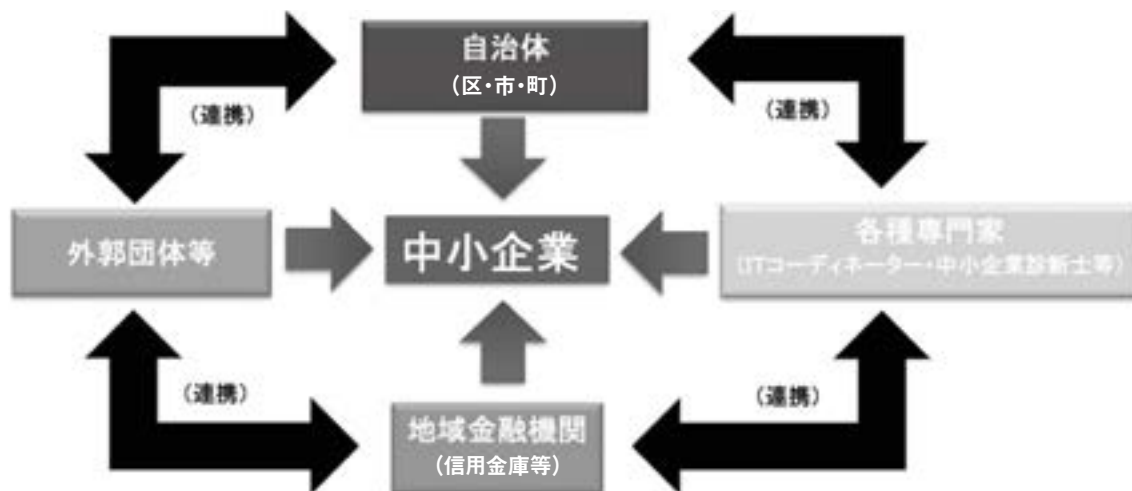 自治体
(区・市・町)
(連携)
(連携)
外郭団体等
中小企業
各種専門家
(ITコーディネーター・中小企業診断士等)
(連携)
(連携)
地域金融機関
(信用金庫等)